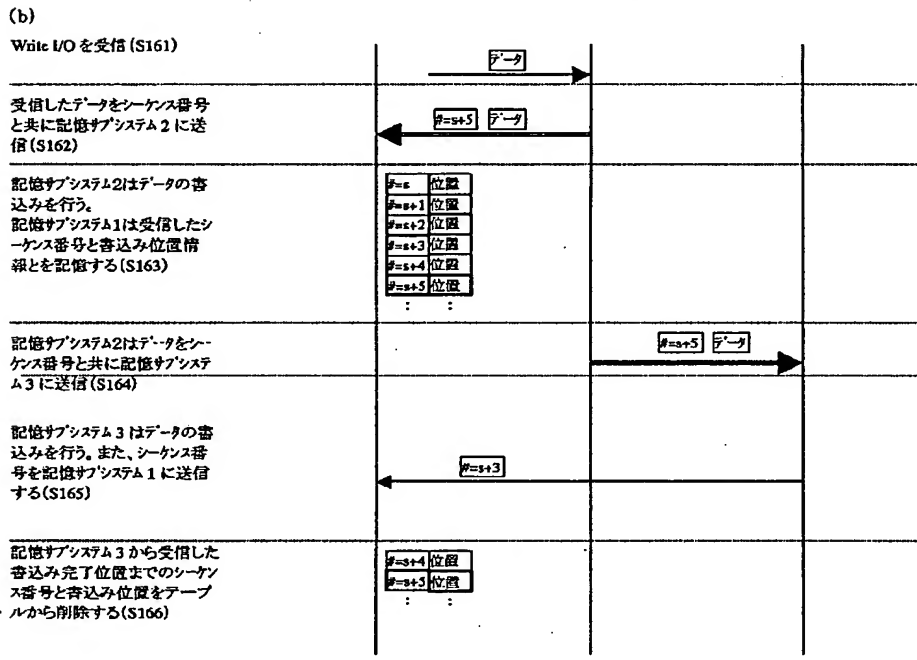 (b)
Write I/O を受信(S161)
データ
受信したデータをシーケンス番号
と共に記憶サブシステム2に送
信(S162)
#=s+5 データ
記憶サブシステム2はデータの書
込みを行う。
記憶サブシステム1は受信したシ
ーケンス番号と書込み位置情
報とを記憶する(S163)
#=s 位置
#=s+1 位置
#=s+2 位置
#=s+3 位置
#=s+4 位置
#=s+5 位置
: :
記憶サブシステム2はデータをシー
ケンス番号と共に記憶サブシステ
ム3に送信(S164)
#=s+5 データ
記憶サブシステム3はデータの書
込みを行う。また、シーケンス番
号を記憶サブシステム1に送信
する(S165)
#=s+3
記憶サブシステム3から受信した
書込み完了位置までのシーケン
ス番号と書込み位置をテーブ
ルから削除する(S166)
#=s+4 位置
#=s+5 位置
: :